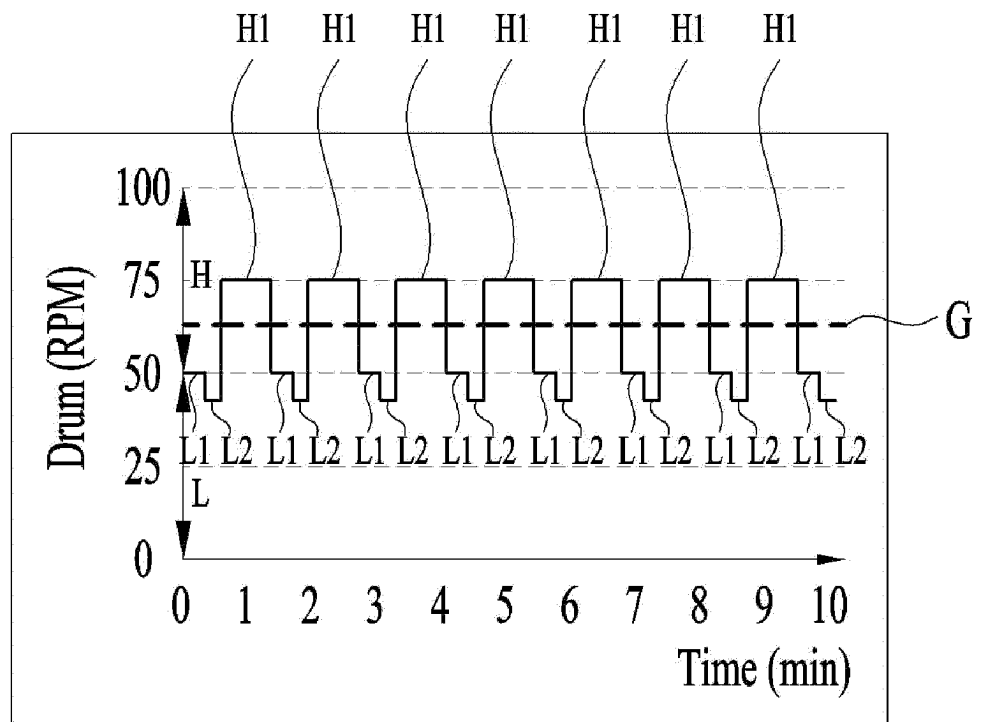 H1 H1 H1 H1 H1 H1 H1
100
75 H
G
50
L1 L2 L1 L2 L1 L2 L1 L2 L1 L2 L1 L2 L1 L2 L1 L2
25
L
0
0 1 2 3 4 5 6 7 8 9 10
Time (min)
Drum (RPM)